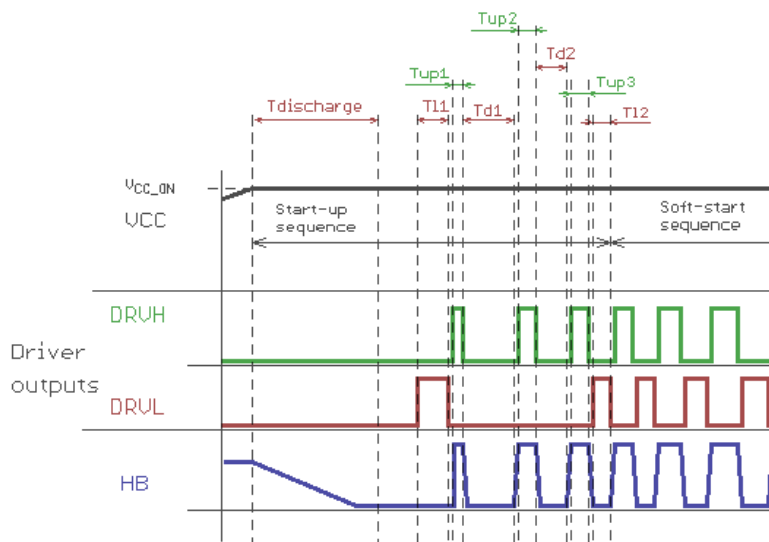 Tup2
Td2
Tup1
Tup3
Tdischarge
Tl1
Td1
Tl2
VCC_ON
VCC
Start-up
sequence
Soft-start
sequence
DRVH
Driver
outputs
DRVL
HB